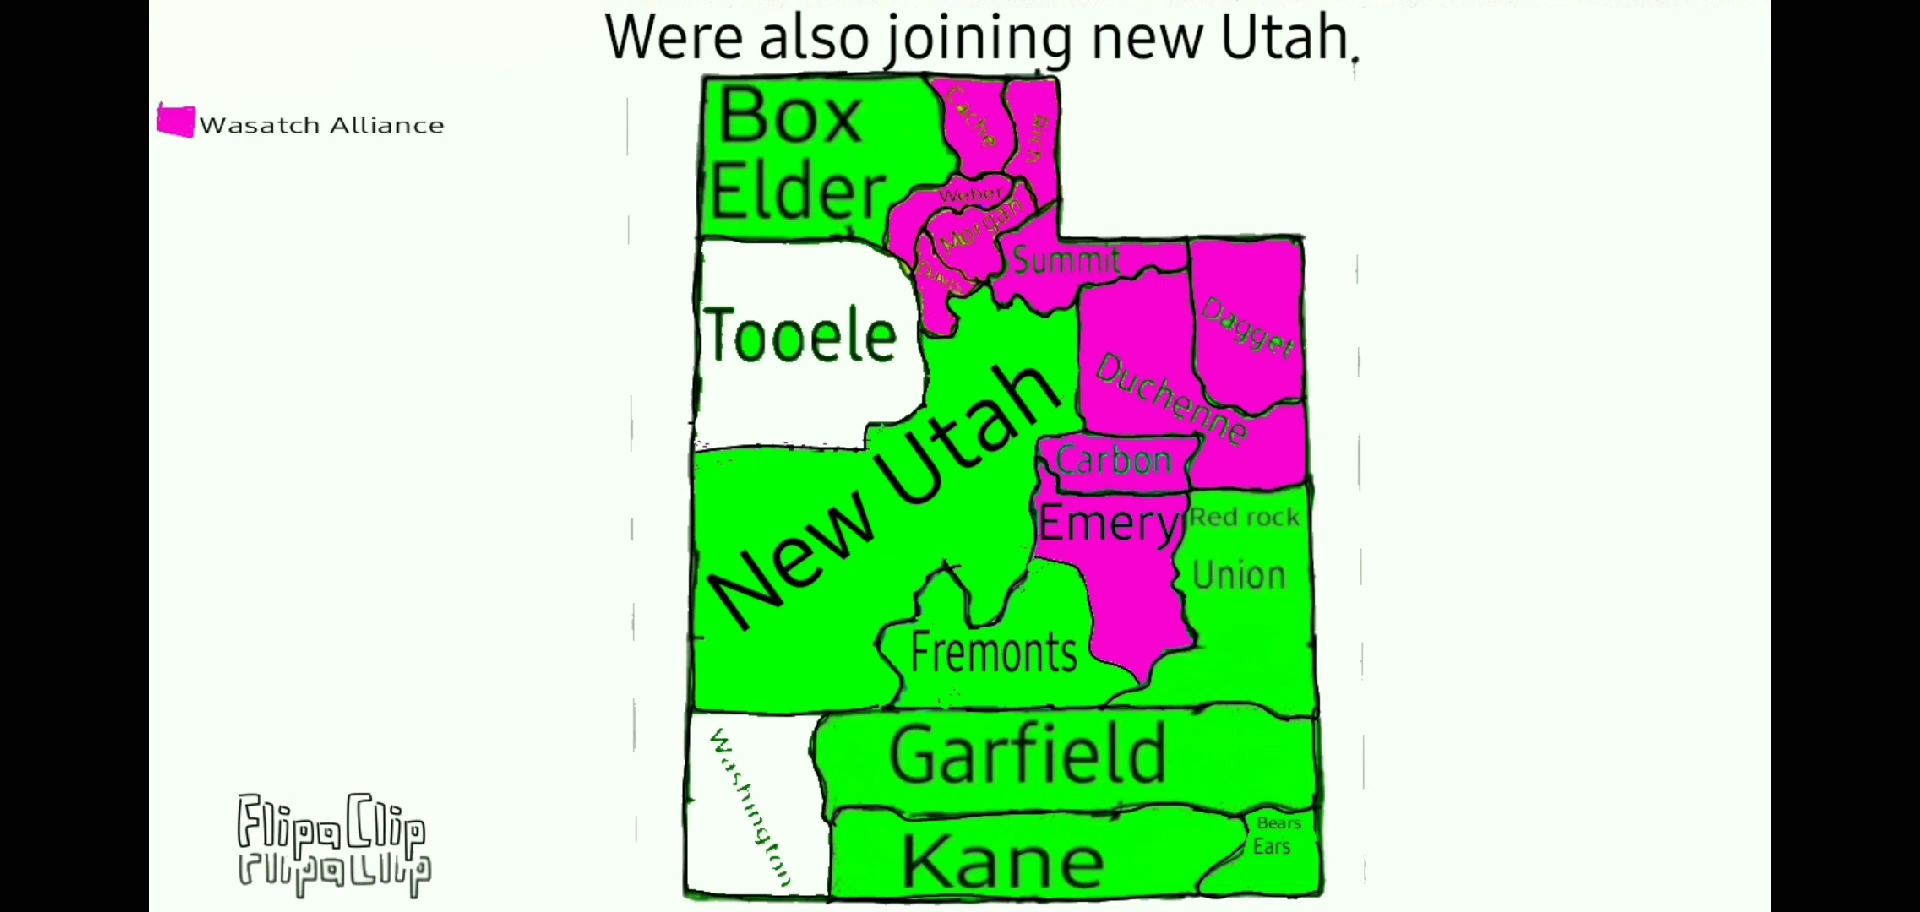 Were also joining new Utah.
Wasatch Alliance
Box
Elder
Cache
Rich
Weber
Morgan
Summit
Dagget
Tooele
Duchenne
New Utah
Carbon
Emery
Red rock
Union
Fremonts
Washington
Garfield
Kane
Bears
Ears
FlipaClip